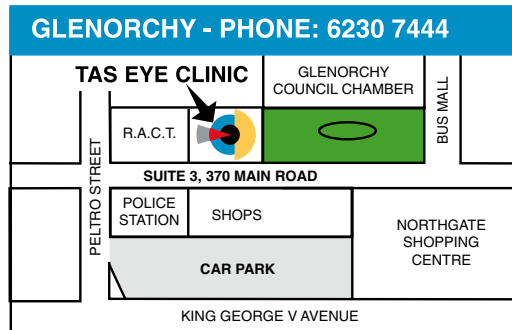 GLENORCHY - PHONE: 6230 7444
TAS EYE CLINIC
GLENORCHY
COUNCIL CHAMBER
BUS MALL
R.A.C.T.
SUITE 3, 370 MAIN ROAD
PELTRO STREET
POLICE
STATION
SHOPS
NORTHGATE
SHOPPING
CENTRE
CAR PARK
KING GEORGE V AVENUE